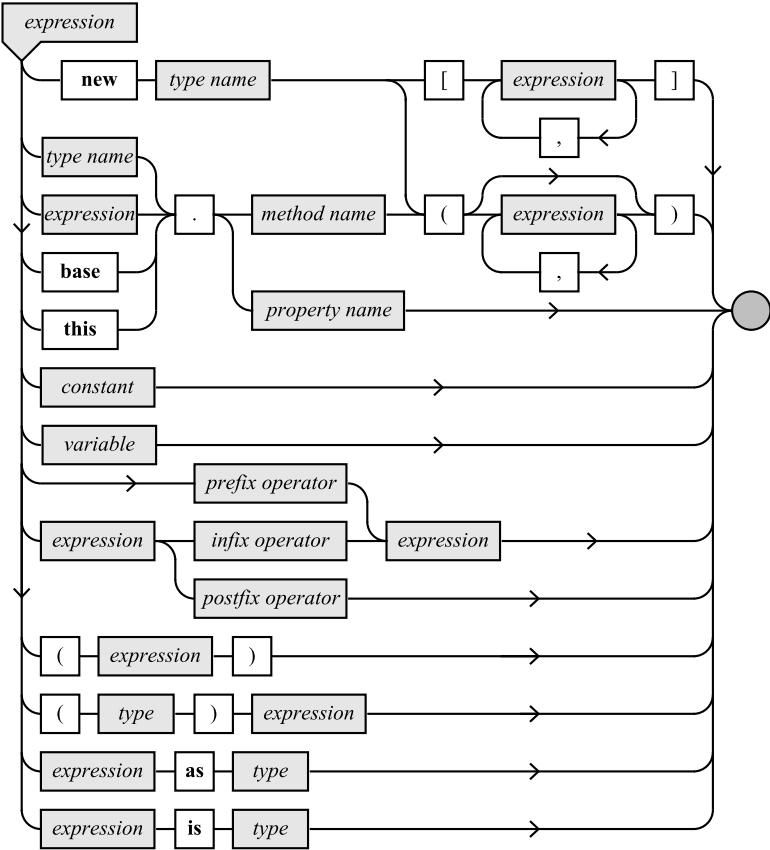 expression
new type name [ expression ]
,
type name
expression . method name ( expression )
base ,
this property name
constant
variable
prefix operator
expression infix operator expression
postfix operator
( expression )
( type ) expression
expression as type
expression is type